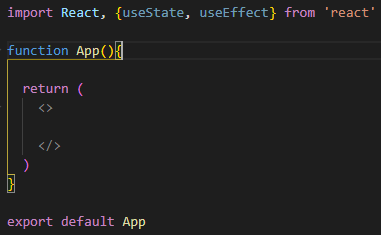 import React, {useState, useEffect} from 'react'
function App(){
return (
<>
</>
)
}
export default App